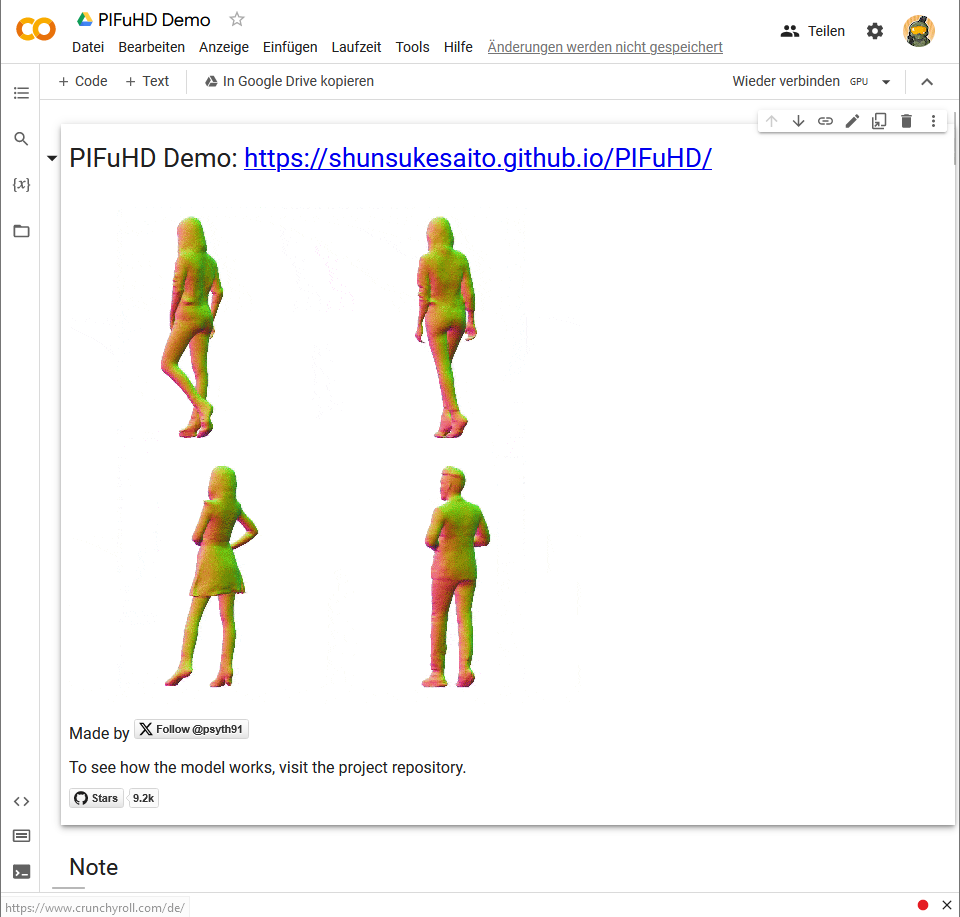 PIFuHD Demo
Datei Bearbeiten Anzeige Einfügen Laufzeit Tools Hilfe Änderungen werden nicht gespeichert
Teilen
+ Code + Text In Google Drive kopieren
Wieder verbinden GPU
{x}
PIFuHD Demo: https://shunsukesaito.github.io/PIFuHD/
Made by X Follow @psyth91
To see how the model works, visit the project repository.
Stars 9.2k
Note
https://www.crunchyroll.com/de/